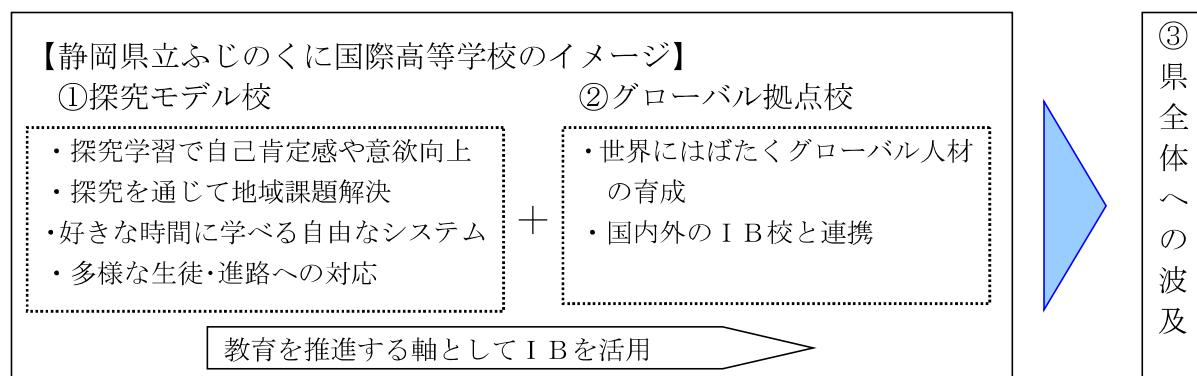 【静岡県立ふじのくに国際高等学校のイメージ】
①探究モデル校
・探究学習で自己肯定感や意欲向上
・探究を通じて地域課題解決
・好きな時間に学べる自由なシステム
・多様な生徒・進路への対応
＋
②グローバル拠点校
・世界にはばたくグローバル人材
の育成
・国内外のＩＢ校と連携
教育を推進する軸としてＩＢを活用
③県全体への波及